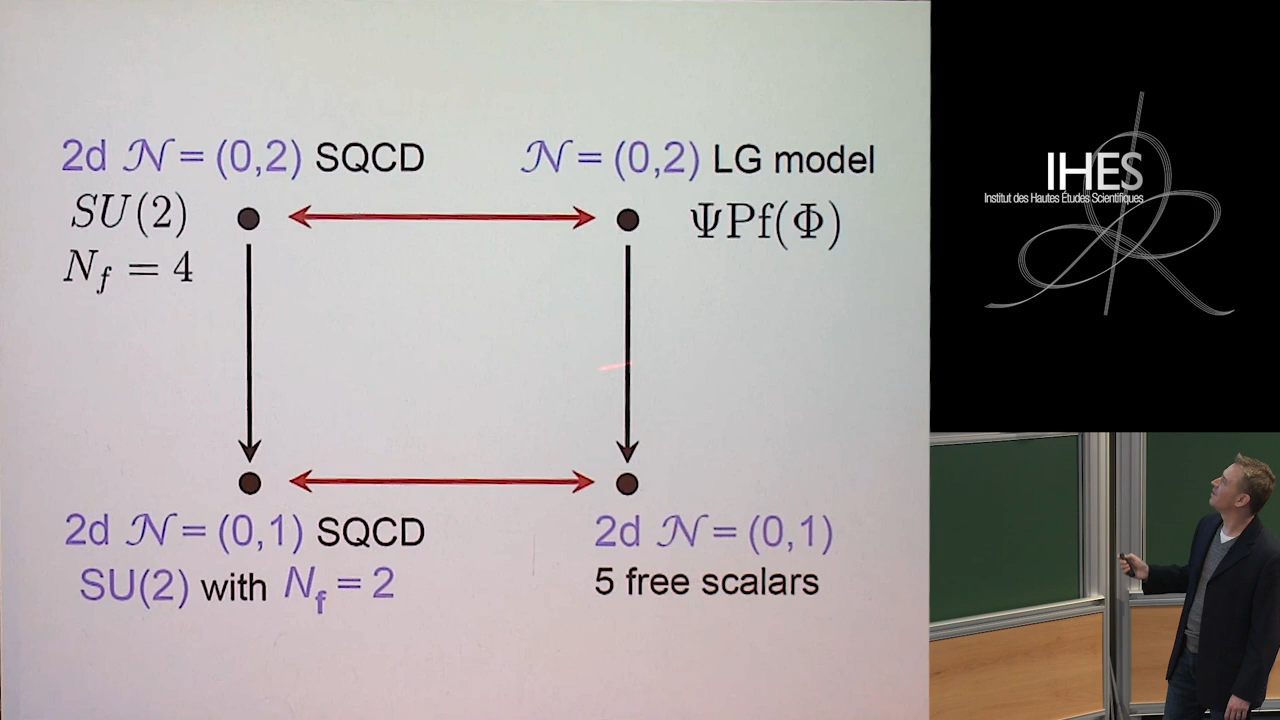 2d 𝒩 = (0,2) SQCD
SU(2)
N_f = 4
𝒩 = (0,2) LG model
ΨPf(Φ)
2d 𝒩 = (0,1) SQCD
SU(2) with N_f = 2
2d 𝒩 = (0,1)
5 free scalars
IHES
Institut des Hautes Études Scientifiques